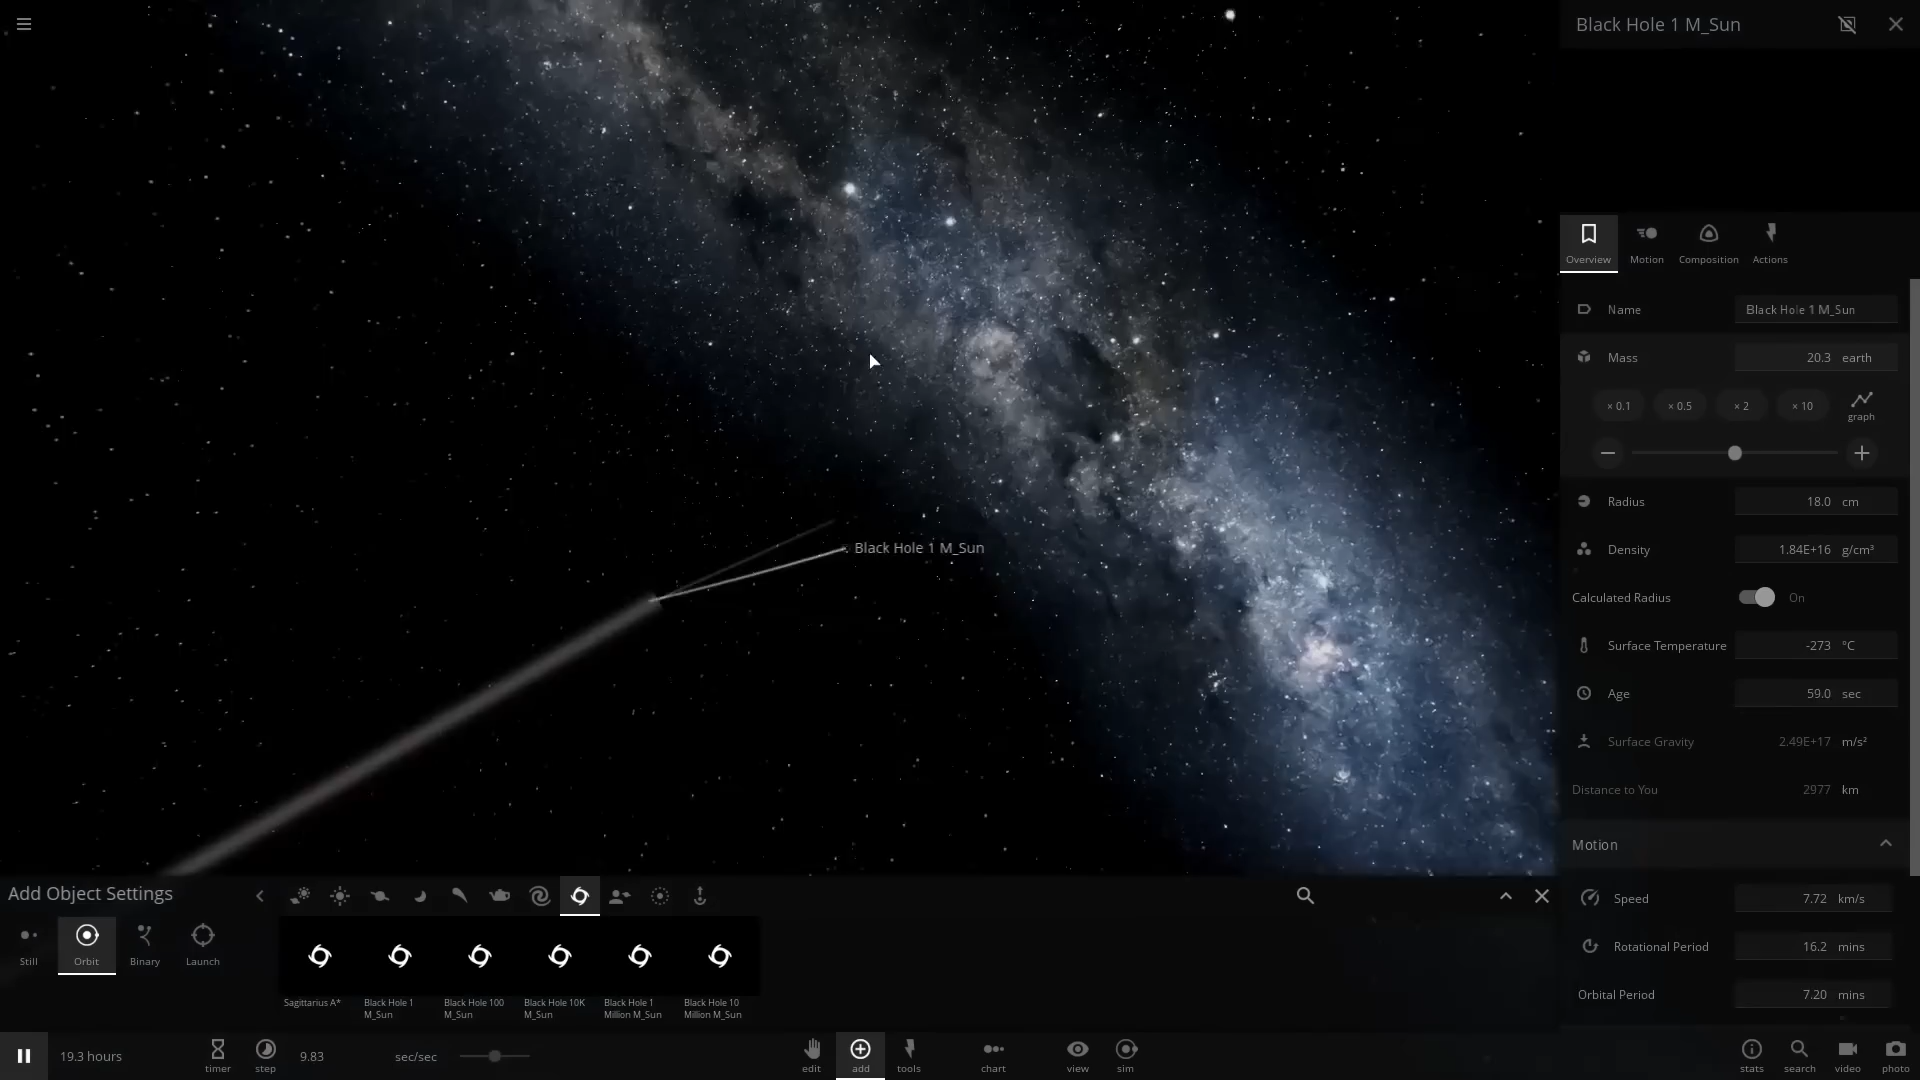 Black Hole 1 M_Sun
Overview
Motion
Composition
Actions
Name
Black Hole 1 M_Sun
Mass
20.3 earth
× 0.1
× 0.5
× 2
× 10
graph
Radius
18.0 cm
Density
1.84E+16 g/cm³
Calculated Radius
On
Surface Temperature
-273 °C
Age
59.0 sec
Surface Gravity
2.49E+17 m/s²
Distance to You
2977 km
Motion
Speed
7.72 km/s
Rotational Period
16.2 mins
Orbital Period
7.20 mins
Black Hole 1 M_Sun
Add Object Settings
Still
Orbit
Binary
Launch
Sagittarius A*
Black Hole 1
M_Sun
Black Hole 100
M_Sun
Black Hole 10K
M_Sun
Black Hole 1
Million M_Sun
Black Hole 10
Million M_Sun
19.3 hours
timer
step
9.83
sec/sec
edit
add
tools
chart
view
sim
stats
search
video
photo